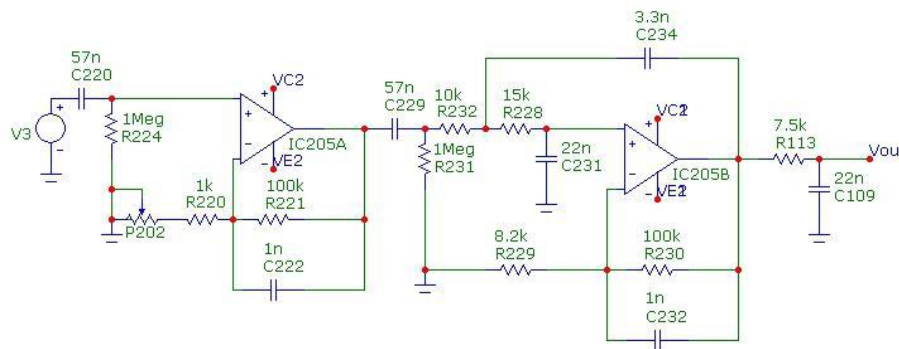 57n
C220
V3
+
-
1Meg
R224
P202
1k
R220
100k
R221
1n
C222
+
-
+
-
VC2
VE2
IC205A
57n
C229
1Meg
R231
10k
R232
15k
R228
3.3n
C234
22n
C231
+
-
+
-
IC205B
8.2k
R229
100k
R230
1n
C232
7.5k
R113
22n
C109
Vou